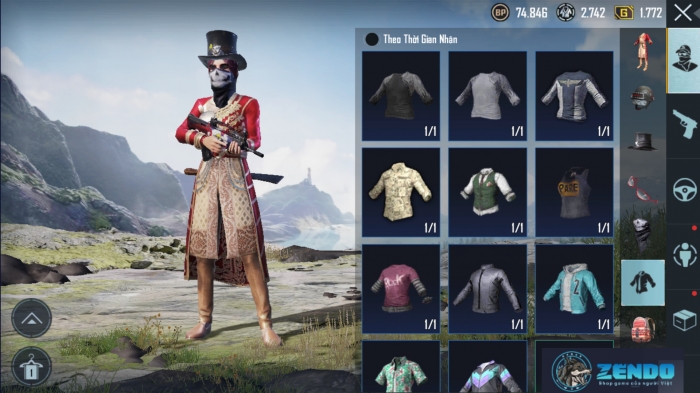 BP 74.846 2.742 G 1.772
Theo Thời Gian Nhận
1/1 1/1 1/1
1/1 1/1 1/1
1/1 1/1 1/1
ZENDO
Shop game của người Việt